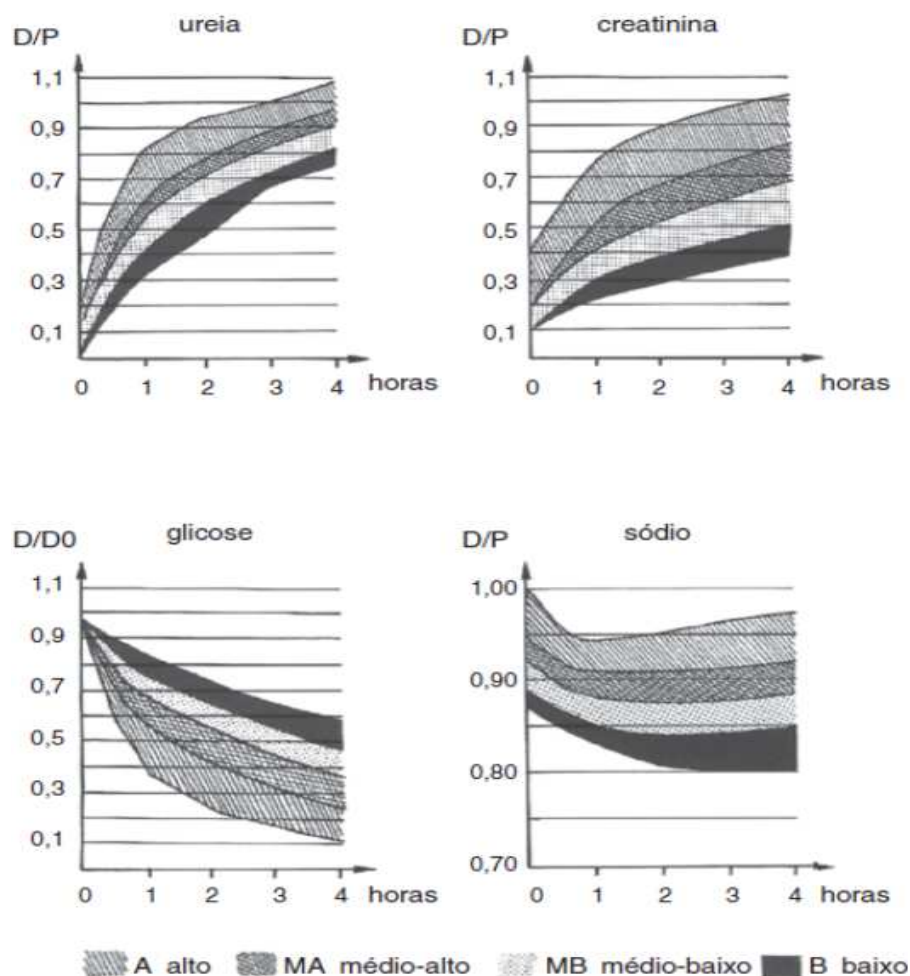 ureia
D/P
1,1
0,9
0,7
0,5
0,3
0,1
0 1 2 3 4 horas
creatinina
D/P
1,1
0,9
0,7
0,5
0,3
0,1
0 1 2 3 4 horas
glicose
D/D0
1,1
0,9
0,7
0,5
0,3
0,1
0 1 2 3 4 horas
sódio
D/P
1,00
0,90
0,80
0,70
0 1 2 3 4 horas
A alto MA médio-alto MB médio-baixo B baixo